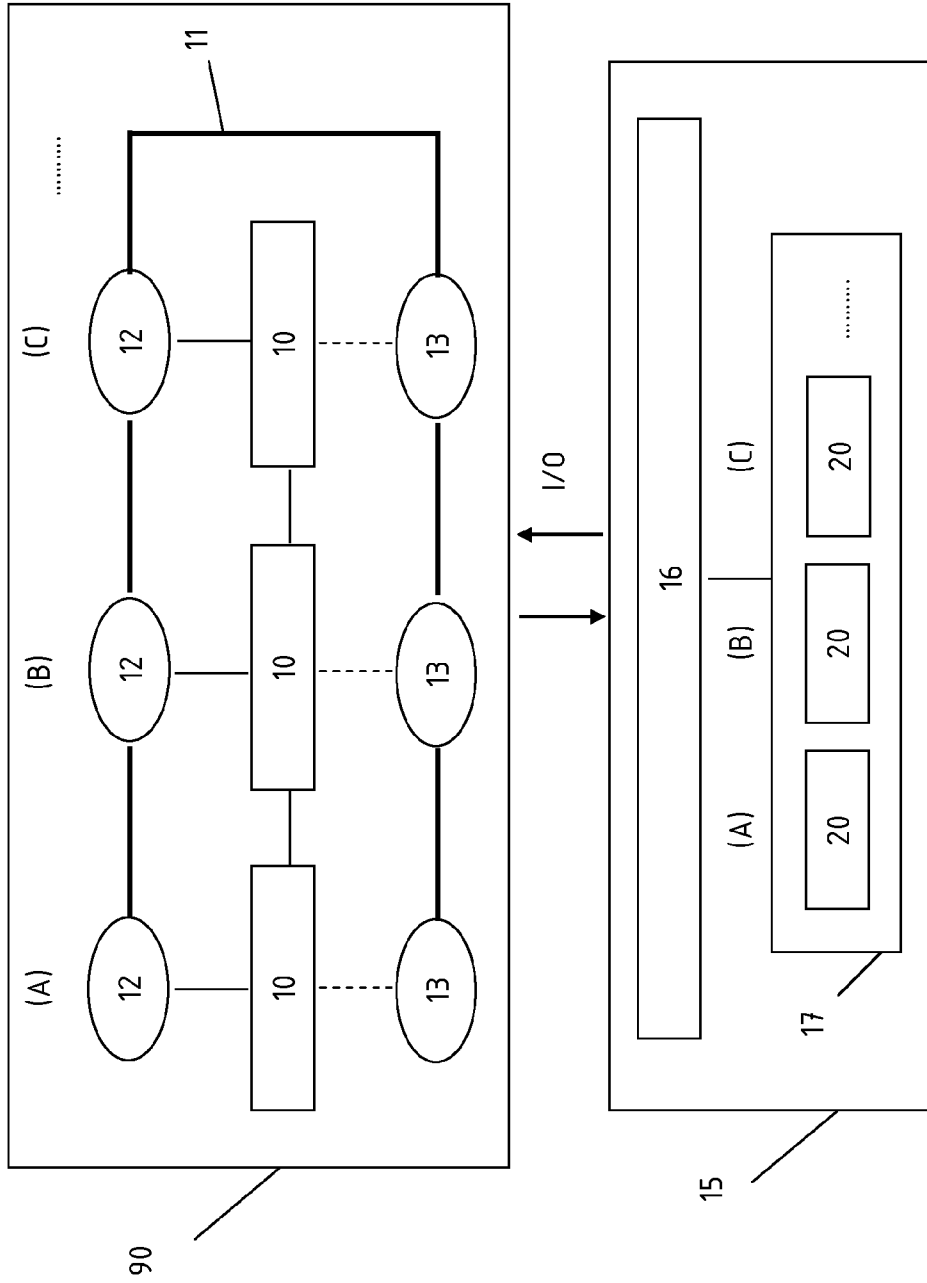 (A) (B) (C) ..........
12 12 12
11
10 10 10
13 13 13
90
I/O
16
(A) (B) (C)
20 20 20 ..........
17
15